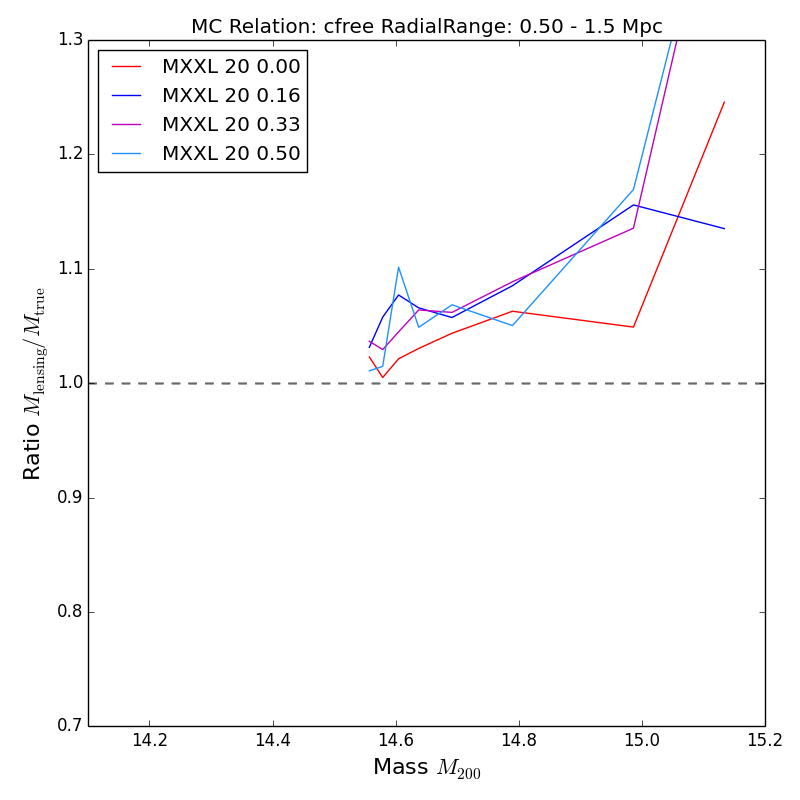 MC Relation: cfree RadialRange: 0.50 - 1.5 Mpc
1.3
MXXL 20 0.00
MXXL 20 0.16
MXXL 20 0.33
MXXL 20 0.50
1.2
1.1
1.0
0.9
0.8
0.7
Ratio M_lensing/M_true
14.2 14.4 14.6 14.8 15.0 15.2
Mass M_200